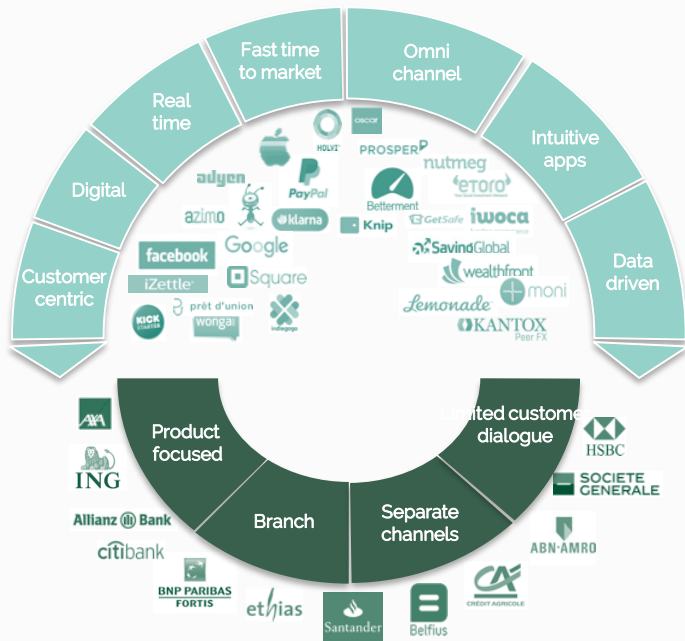 Fast time
to market
Omni
channel
Real
time
Intuitive
apps
Digital
Data
driven
Customer
centric
HOLVI
oscar
PROSPER
nutmeg
adyen
PayPal
Betterment
eTORO
azimo
klarna
Knip
GetSafe
iwoca
facebook
Google
SavingGlobal
iZettle
Square
wealthfront
moni
KICK
STARTER
prêt d'union
wonga
indiegogo
Lemonade
KANTOX
Peer FX
Product
focused
Branch
Separate
channels
Limited customer
dialogue
AXA
ING
Allianz Bank
citibank
BNP PARIBAS
FORTIS
ethias
Santander
Belfius
CRÉDIT AGRICOLE
ABN·AMRO
SOCIETE
GENERALE
HSBC